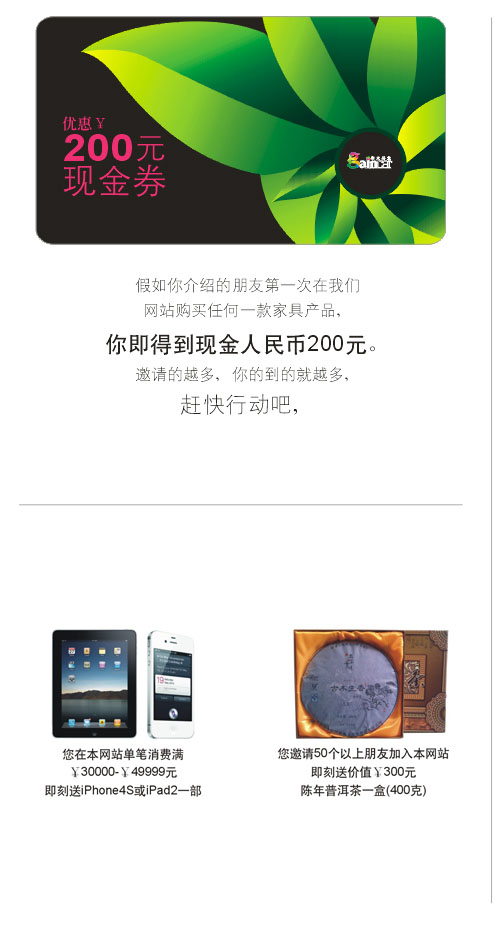 优惠￥
200元
现金券
假如你介绍的朋友第一次在我们
网站购买任何一款家具产品，
你即得到现金人民币200元。
邀请的越多，你的到的就越多，
赶快行动吧，
您在本网站单笔消费满
￥30000-￥49999元
即刻送iPhone4S或iPad2一部
您邀请50个以上朋友加入本网站
即刻送价值￥300元
陈年普洱茶一盒(400克)